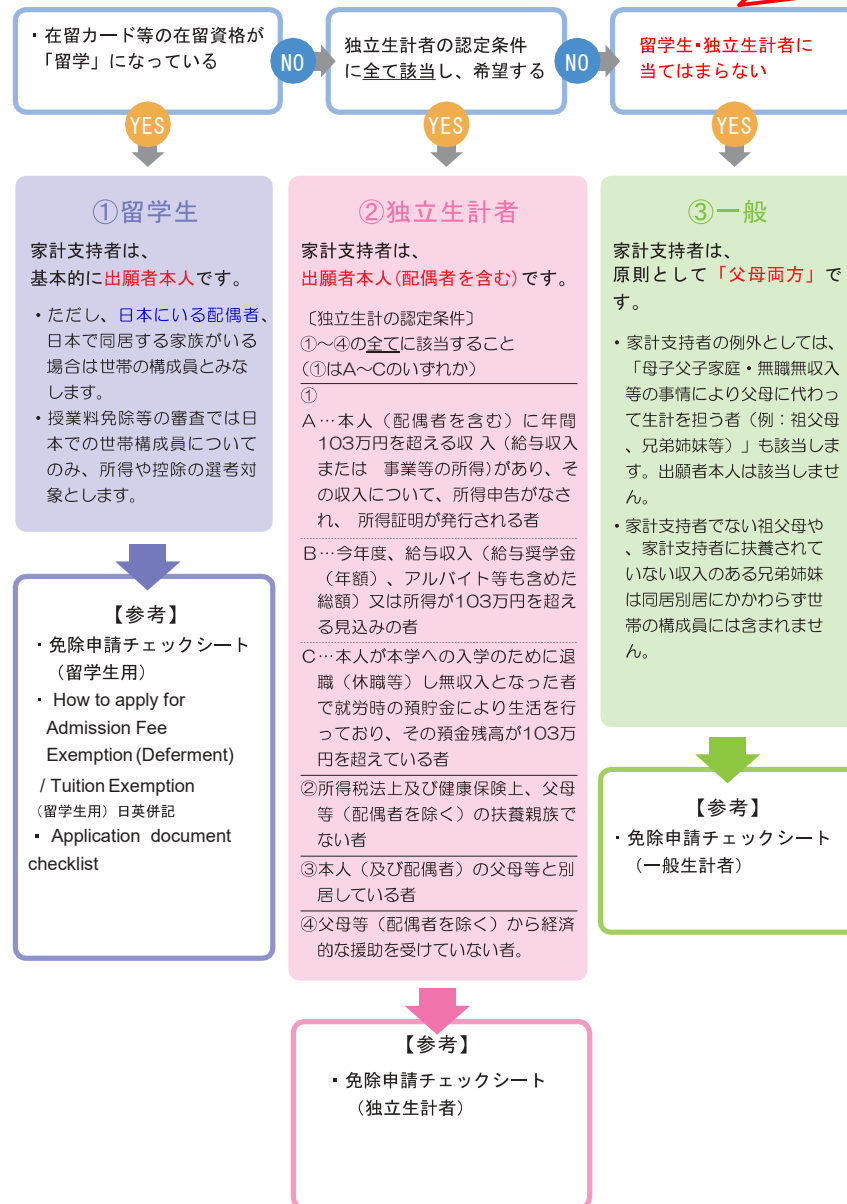 ・在留カード等の在留資格が
「留学」になっている
NO
独立生計者の認定条件
に全て該当し、希望する
NO
留学生・独立生計者に
当てはまらない
YES
YES
YES
①留学生
家計支持者は、
基本的に出願者本人です。
・ただし、日本にいる配偶者、
日本で同居する家族がいる
場合は世帯の構成員とみな
します。
・授業料免除等の審査では日
本での世帯構成員について
のみ、所得や控除の選考対
象とします。
【参考】
・免除申請チェックシート
（留学生用）
・ How to apply for
Admission Fee
Exemption (Deferment)
/ Tuition Exemption
（留学生用）日英併記
・ Application document
checklist
②独立生計者
家計支持者は、
出願者本人(配偶者を含む)です。
〔独立生計の認定条件〕
①～④の全てに該当すること
（①はA～Cのいずれか）
①
A…本人（配偶者を含む）に年間
103万円を超える収 入（給与収入
または 事業等の所得)があり、そ
の収入について、所得申告がなさ
れ、 所得証明が発行される者
B…今年度、給与収入（給与奨学金
（年額）、アルバイト等も含めた
総額）又は所得が103万円を超え
る見込みの者
C…本人が本学への入学のために退
職（休職等）し無収入となった者
で就労時の預貯金により生活を行
っており、その預金残高が103万
円を超えている者
②所得税法上及び健康保険上、父母
等（配偶者を除く）の扶養親族で
ない者
③本人（及び配偶者）の父母等と別
居している者
④父母等（配偶者を除く）から経済
的な援助を受けていない者。
【参考】
・免除申請チェックシート
（独立生計者）
③一般
家計支持者は、
原則として「父母両方」で
す。
・家計支持者の例外としては、
「母子父子家庭・無職無収入
等の事情により父母に代わっ
て生計を担う者（例：祖父母
、兄弟姉妹等）」も該当しま
す。出願者本人は該当しませ
ん。
・家計支持者でない祖父母や
、家計支持者に扶養されて
いない収入のある兄弟姉妹
は同居別居にかかわらず世
帯の構成員には含まれませ
ん。
【参考】
・免除申請チェックシート
（一般生計者）